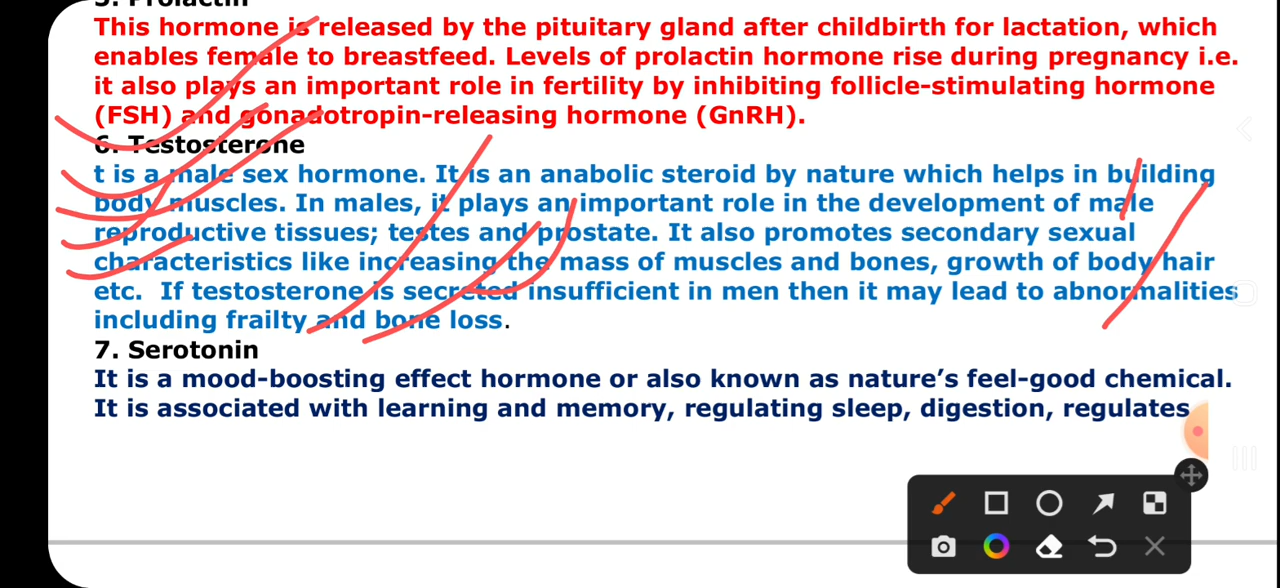 5. Prolactin
This hormone is released by the pituitary gland after childbirth for lactation, which
enables female to breastfeed. Levels of prolactin hormone rise during pregnancy i.e.
it also plays an important role in fertility by inhibiting follicle-stimulating hormone
(FSH) and gonadotropin-releasing hormone (GnRH).
6. Testosterone
t is a male sex hormone. It is an anabolic steroid by nature which helps in building
body muscles. In males, it plays an important role in the development of male
reproductive tissues; testes and prostate. It also promotes secondary sexual
characteristics like increasing the mass of muscles and bones, growth of body hair
etc.  If testosterone is secreted insufficient in men then it may lead to abnormalities
including frailty and bone loss.
7. Serotonin
It is a mood-boosting effect hormone or also known as nature’s feel-good chemical.
It is associated with learning and memory, regulating sleep, digestion, regulates